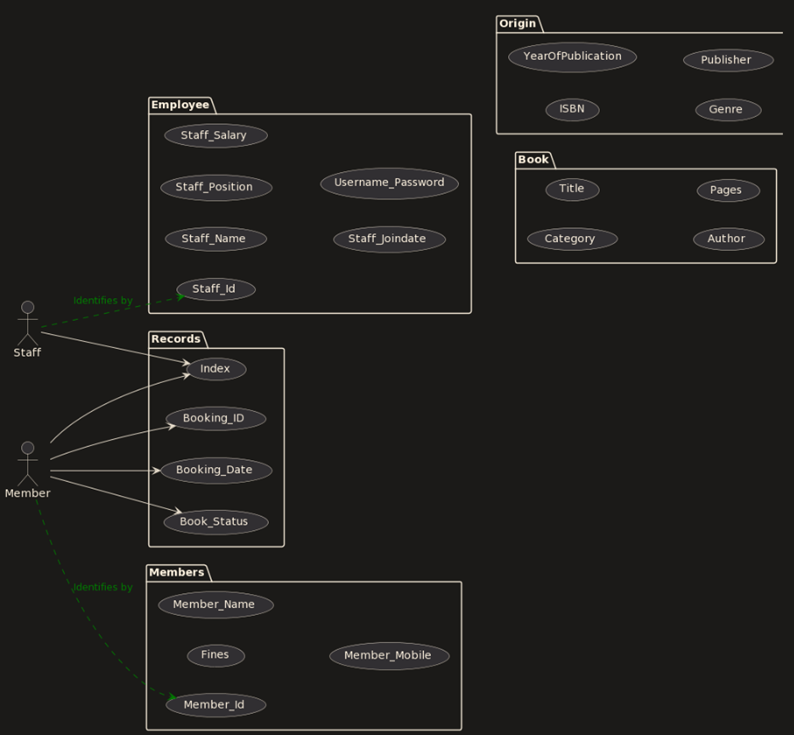 Origin
YearOfPublication
Publisher
ISBN
Genre
Employee
Staff_Salary
Staff_Position
Username_Password
Staff_Name
Staff_Joindate
Staff_Id
Book
Title
Pages
Category
Author
Identifies by
Staff
Records
Index
Booking_ID
Booking_Date
Book_Status
Member
Identifies by
Members
Member_Name
Fines
Member_Mobile
Member_Id